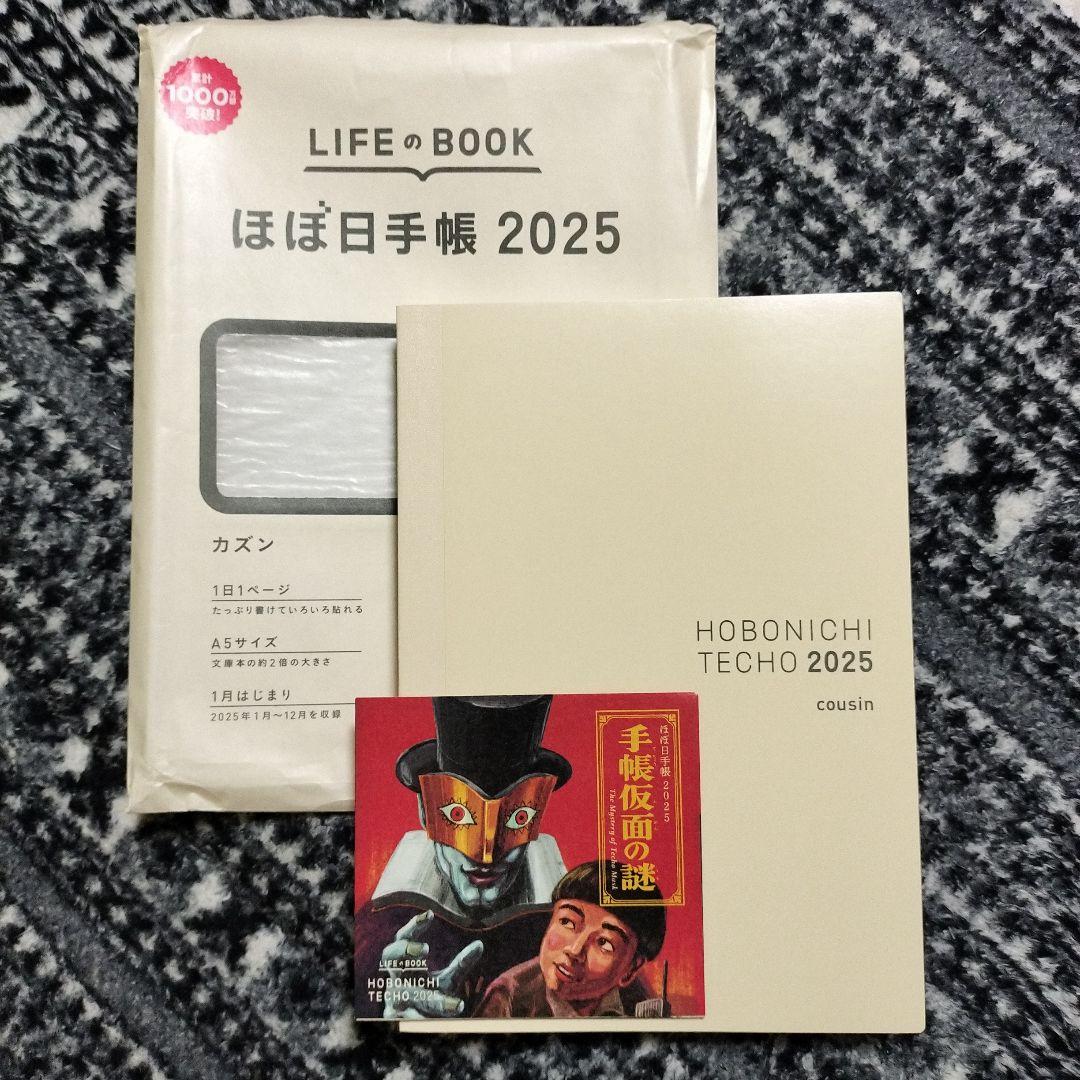 累計
1000万部
突破!
LIFEのBOOK
ほぼ日手帳 2025
カズン
1日1ページ
たっぷり書けていろいろ貼れる
A5サイズ
文庫本の約2倍の大きさ
1月はじまり
2025年1月〜12月を収録
HOBONICHI
TECHO 2025
cousin
ほぼ日手帳 2025
手帳仮面の謎
The Mystery of Techo Mask
LIFEのBOOK
HOBONICHI
TECHO 2025